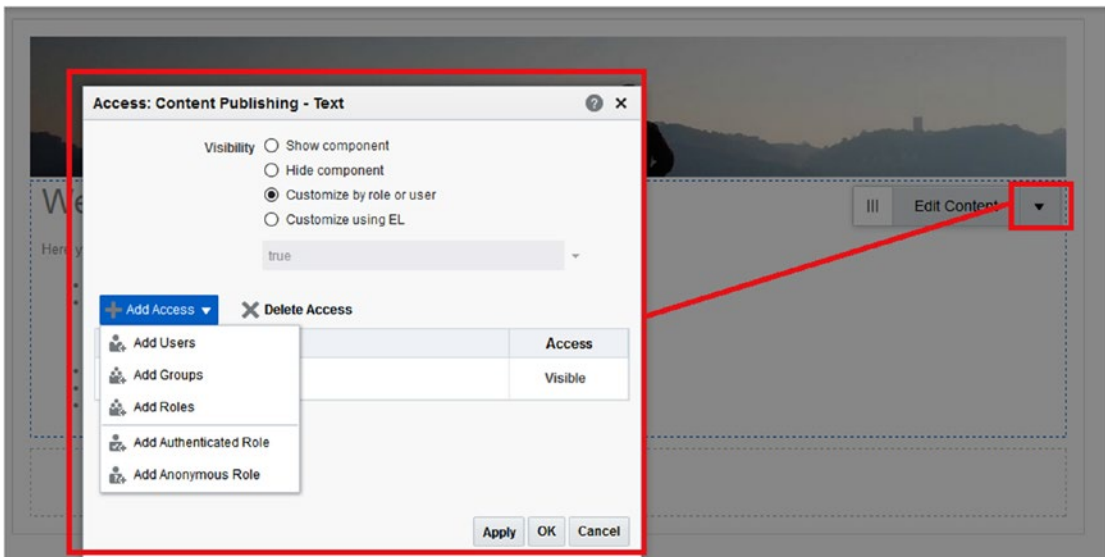 Access: Content Publishing - Text
Visibility
Show component
Hide component
Customize by role or user
Customize using EL
true
We
Edit Content
Here y
Add Access
Delete Access
Access
Visible
Add Users
Add Groups
Add Roles
Add Authenticated Role
Add Anonymous Role
Apply OK Cancel